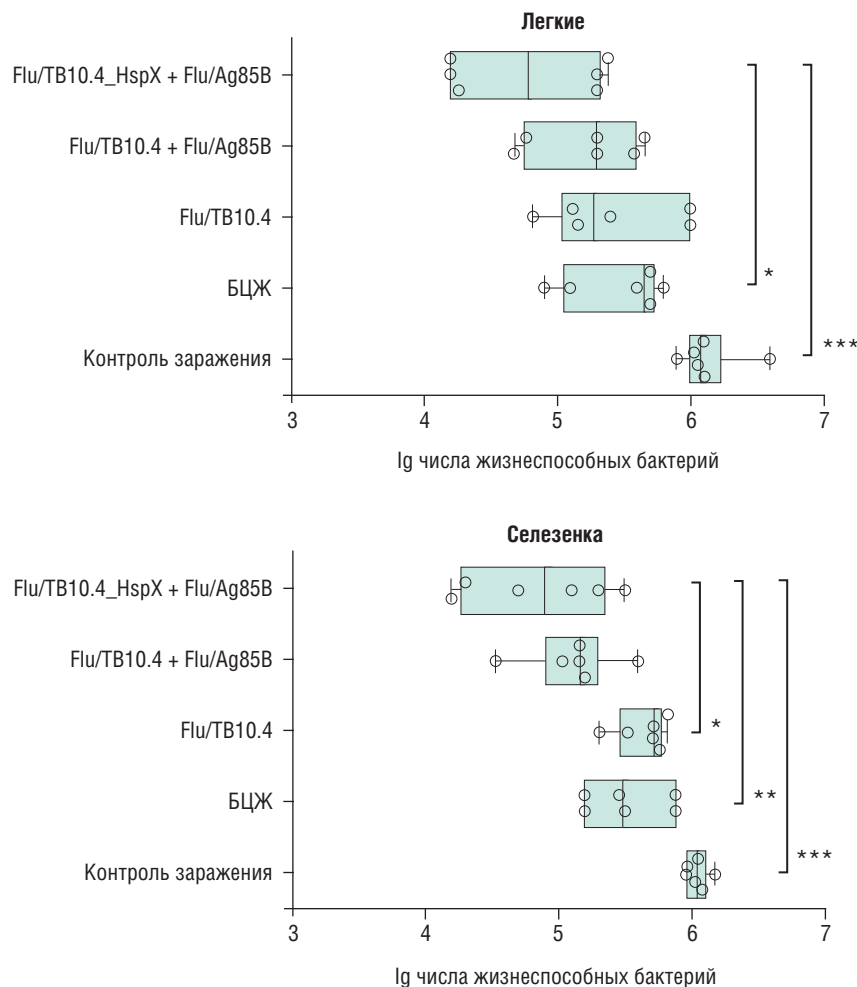 Легкие
Flu/TB10.4_HspX + Flu/Ag85B
Flu/TB10.4 + Flu/Ag85B
Flu/TB10.4
БЦЖ
Контроль заражения
*
***
3 4 5 6 7
lg числа жизнеспособных бактерий
Селезенка
Flu/TB10.4_HspX + Flu/Ag85B
Flu/TB10.4 + Flu/Ag85B
Flu/TB10.4
БЦЖ
Контроль заражения
*
**
***
3 4 5 6 7
lg числа жизнеспособных бактерий